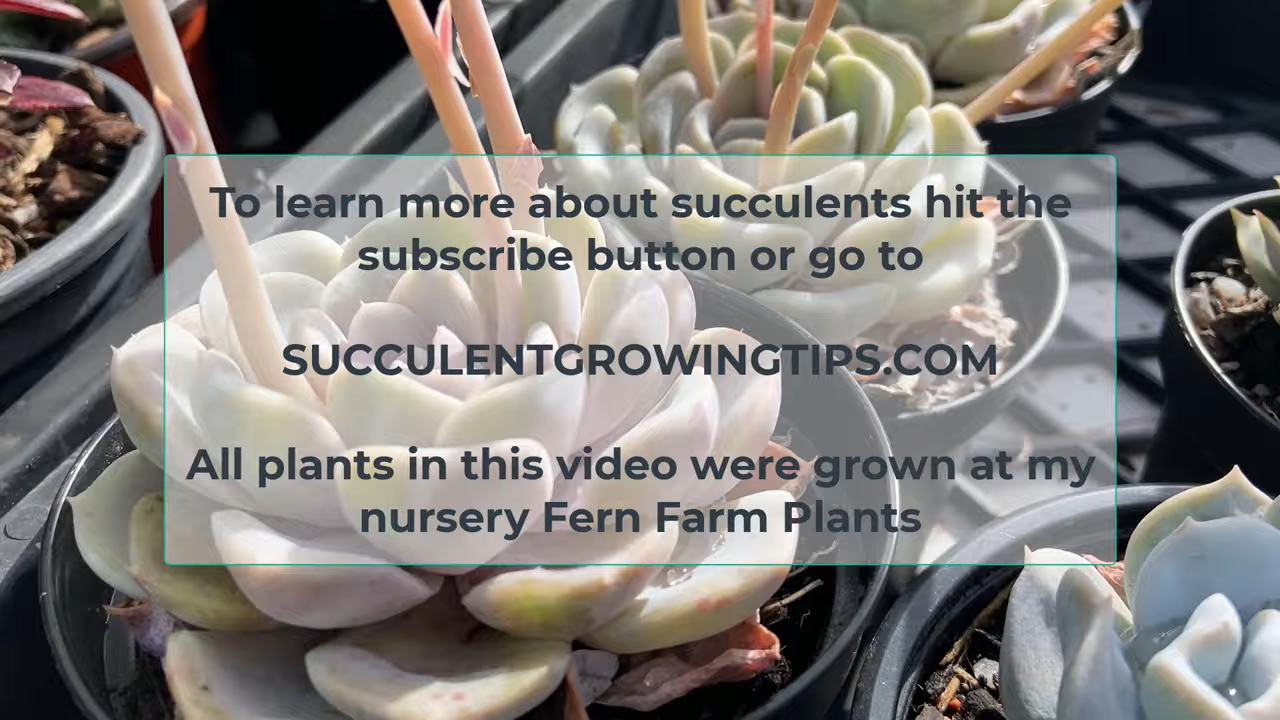 To learn more about succulents hit the
subscribe button or go to
SUCCULENTGROWINGTIPS.COM
All plants in this video were grown at my
nursery Fern Farm Plants